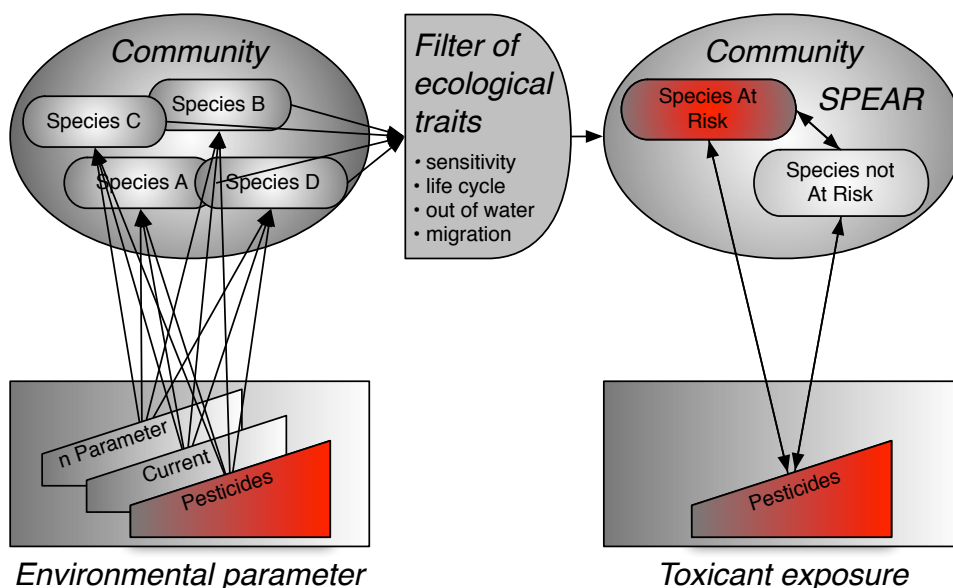 Community
Species B
Species C
Species A
Species D
Filter of
ecological
traits
• sensitivity
• life cycle
• out of water
• migration
Community
Species At
Risk
SPEAR
Species not
At Risk
n Parameter
Current
Pesticides
Environmental parameter
Pesticides
Toxicant exposure